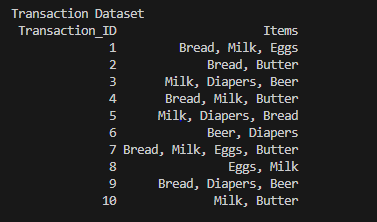 Transaction Dataset
Transaction_ID Items
1 Bread, Milk, Eggs
2 Bread, Butter
3 Milk, Diapers, Beer
4 Bread, Milk, Butter
5 Milk, Diapers, Bread
6 Beer, Diapers
7 Bread, Milk, Eggs, Butter
8 Eggs, Milk
9 Bread, Diapers, Beer
10 Milk, Butter